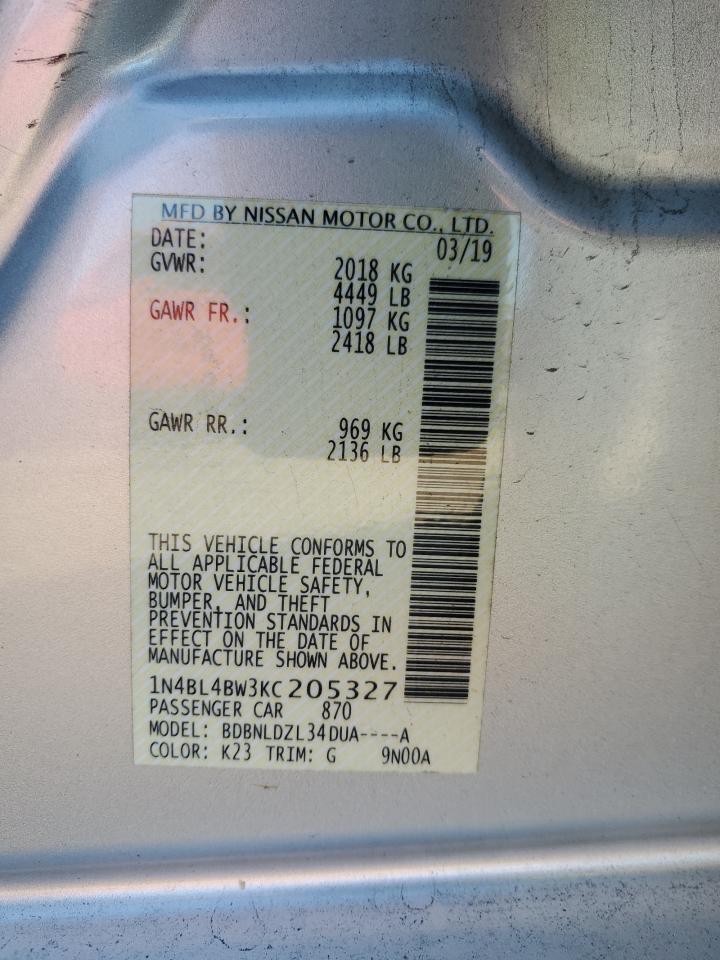 MFD BY NISSAN MOTOR CO., LTD.
DATE: 03/19
GVWR: 2018 KG
4449 LB
GAWR FR.: 1097 KG
2418 LB
GAWR RR.: 969 KG
2136 LB
THIS VEHICLE CONFORMS TO
ALL APPLICABLE FEDERAL
MOTOR VEHICLE SAFETY,
BUMPER, AND THEFT
PREVENTION STANDARDS IN
EFFECT ON THE DATE OF
MANUFACTURE SHOWN ABOVE.
1N4BL4BW3KC205327
PASSENGER CAR 870
MODEL: BDBNLDZL34DUA----A
COLOR: K23 TRIM: G 9N00A